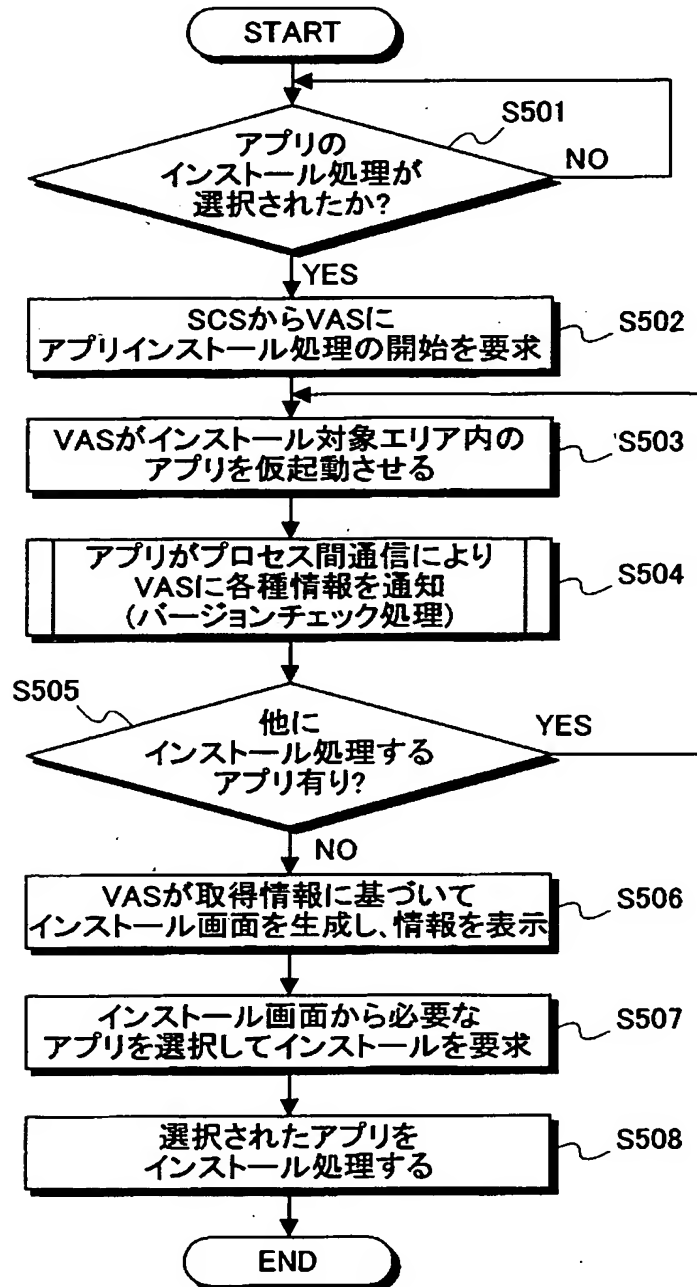 START
S501
アプリの
インストール処理が
選択されたか?
NO
YES
SCSからVASに
アプリインストール処理の開始を要求
S502
VASがインストール対象エリア内の
アプリを仮起動させる
S503
アプリがプロセス間通信により
VASに各種情報を通知
(バージョンチェック処理)
S504
S505
他に
インストール処理する
アプリ有り?
YES
NO
VASが取得情報に基づいて
インストール画面を生成し、情報を表示
S506
インストール画面から必要な
アプリを選択してインストールを要求
S507
選択されたアプリを
インストール処理する
S508
END